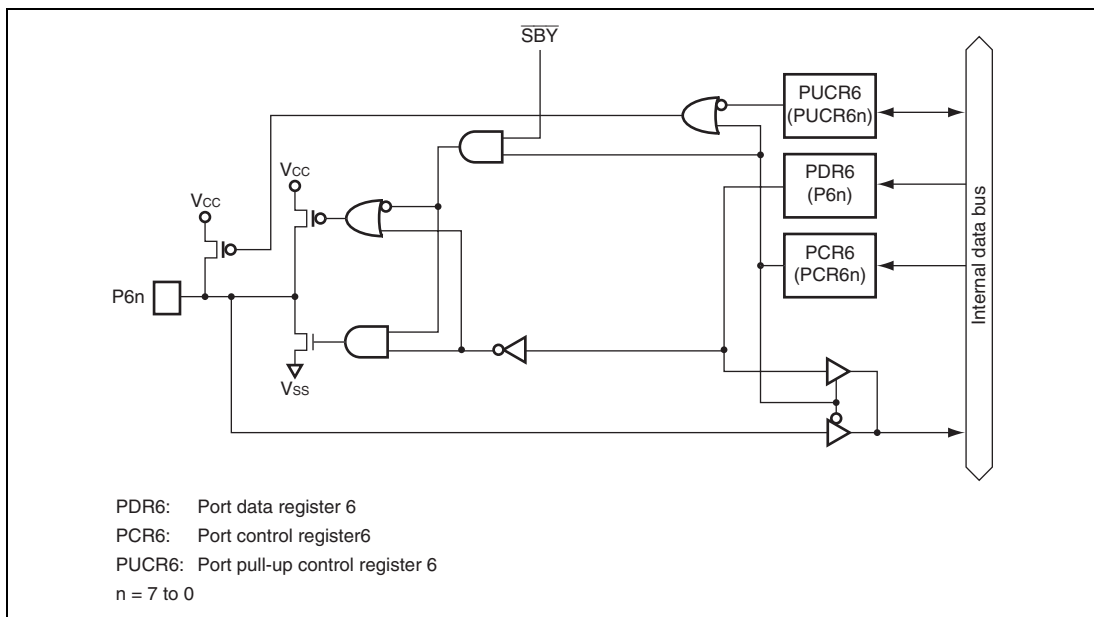 SBY
PUCR6
(PUCR6n)
PDR6
(P6n)
PCR6
(PCR6n)
Internal data bus
VCC
VCC
P6n
VSS
PDR6: Port data register 6
PCR6: Port control register6
PUCR6: Port pull-up control register 6
n = 7 to 0